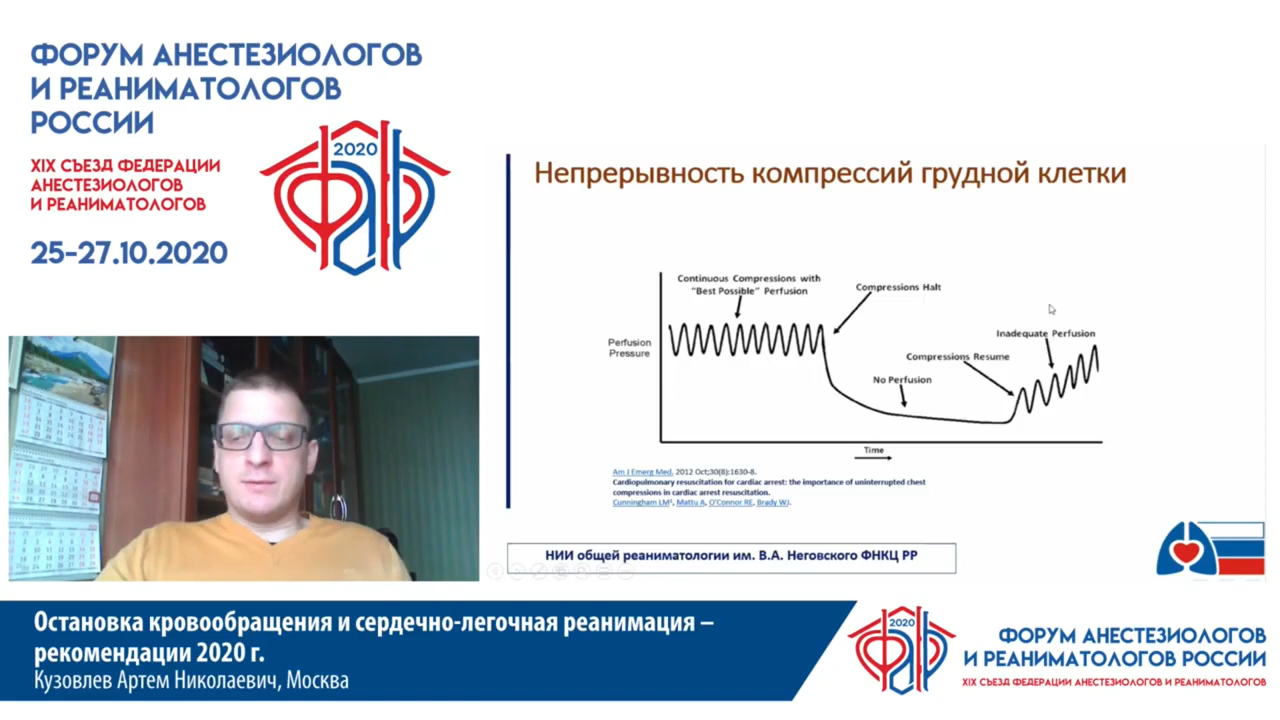 ФОРУМ АНЕСТЕЗИОЛОГОВ
И РЕАНИМАТОЛОГОВ
РОССИИ
XIX СЪЕЗД ФЕДЕРАЦИИ
АНЕСТЕЗИОЛОГОВ
И РЕАНИМАТОЛОГОВ
25-27.10.2020
2020
Непрерывность компрессий грудной клетки
Continuous Compressions with
"Best Possible" Perfusion
Compressions Halt
Perfusion
Pressure
Inadequate Perfusion
Compressions Resume
No Perfusion
Time
Am J Emerg Med. 2012 Oct;30(8):1630-8.
Cardiopulmonary resuscitation for cardiac arrest: the importance of uninterrupted chest
compressions in cardiac arrest resuscitation.
Cunningham LM, Mattu A, O'Connor RE, Brady WJ.
НИИ общей реаниматологии им. В.А. Неговского ФНКЦ РР
Остановка кровообращения и сердечно-легочная реанимация –
рекомендации 2020 г.
Кузовлев Артем Николаевич, Москва
2020
ФОРУМ АНЕСТЕЗИОЛОГОВ
И РЕАНИМАТОЛОГОВ РОССИИ
XIX СЪЕЗД ФЕДЕРАЦИИ АНЕСТЕЗИОЛОГОВ И РЕАНИМАТОЛОГОВ